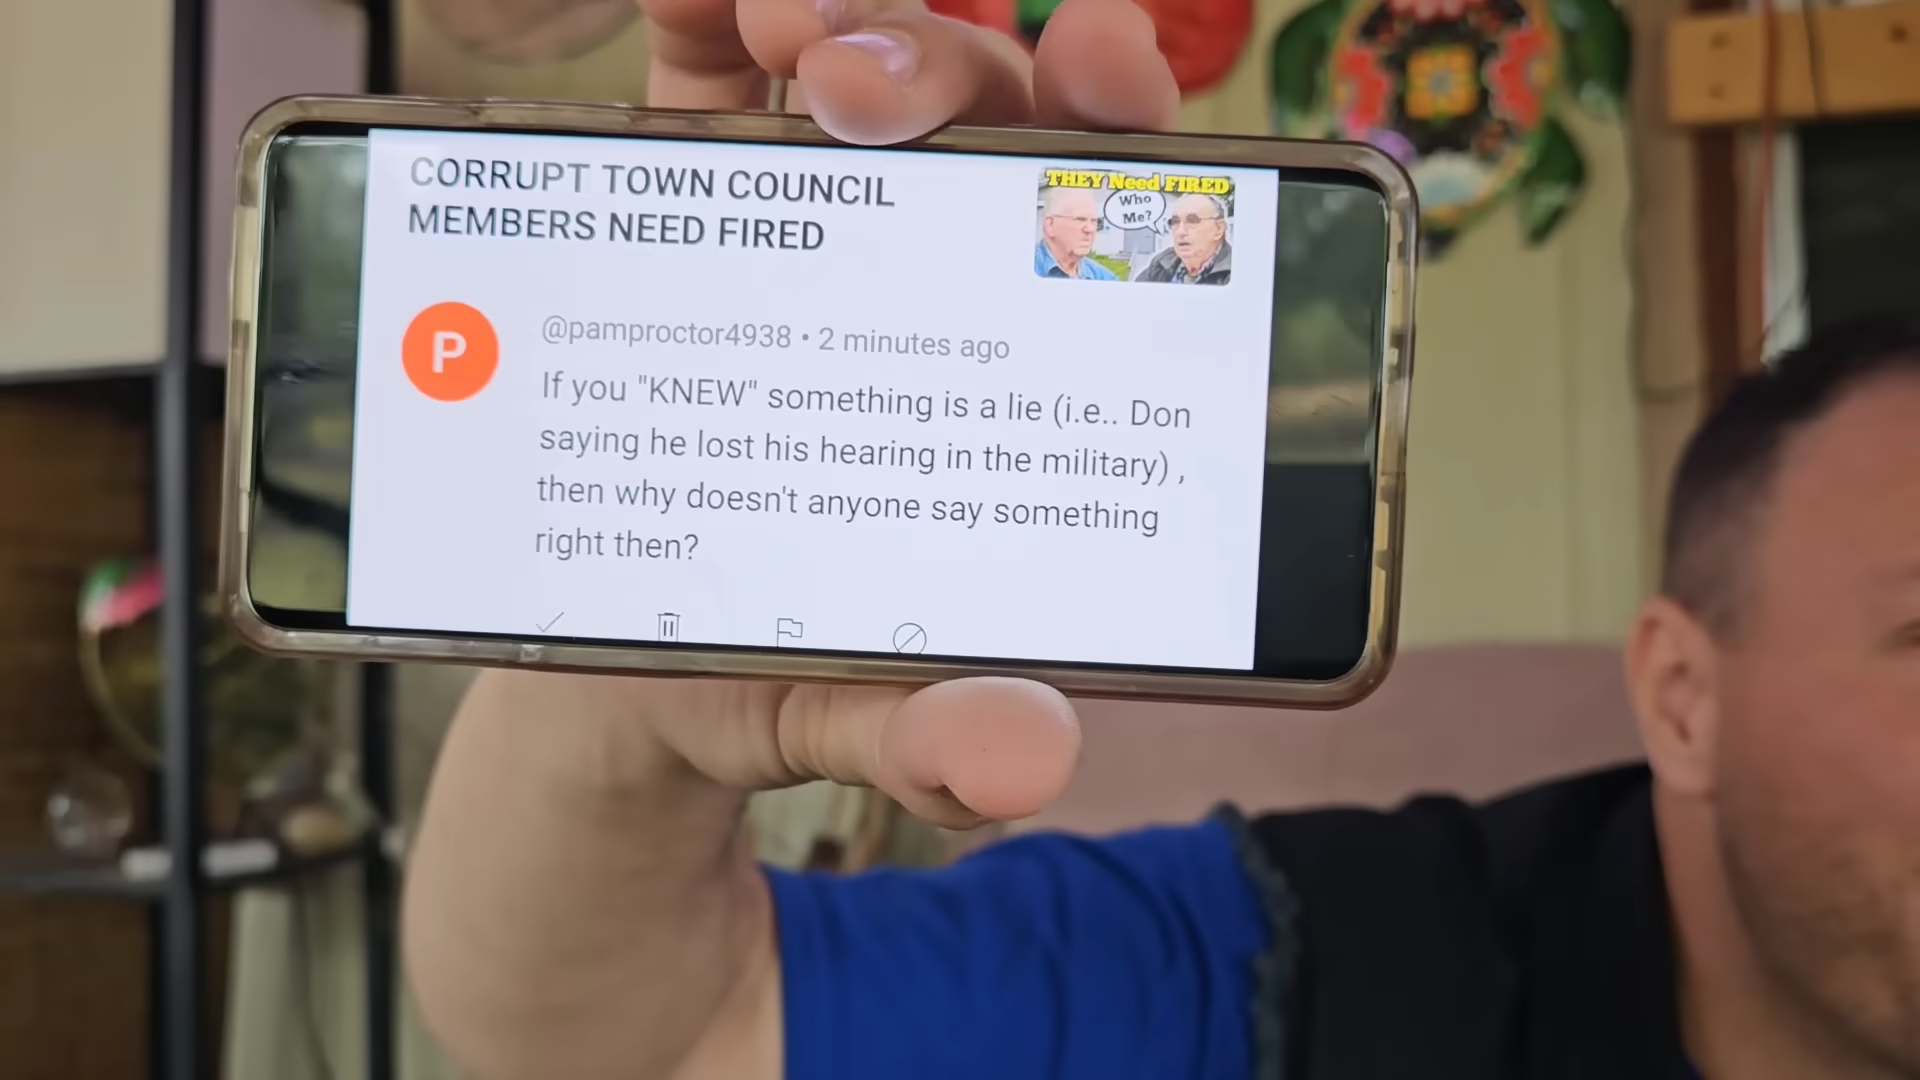 CORRUPT TOWN COUNCIL
MEMBERS NEED FIRED
THEY Need FIRED
Who
Me?
P
@pamproctor4938 • 2 minutes ago
If you "KNEW" something is a lie (i.e.. Don
saying he lost his hearing in the military) ,
then why doesn't anyone say something
right then?